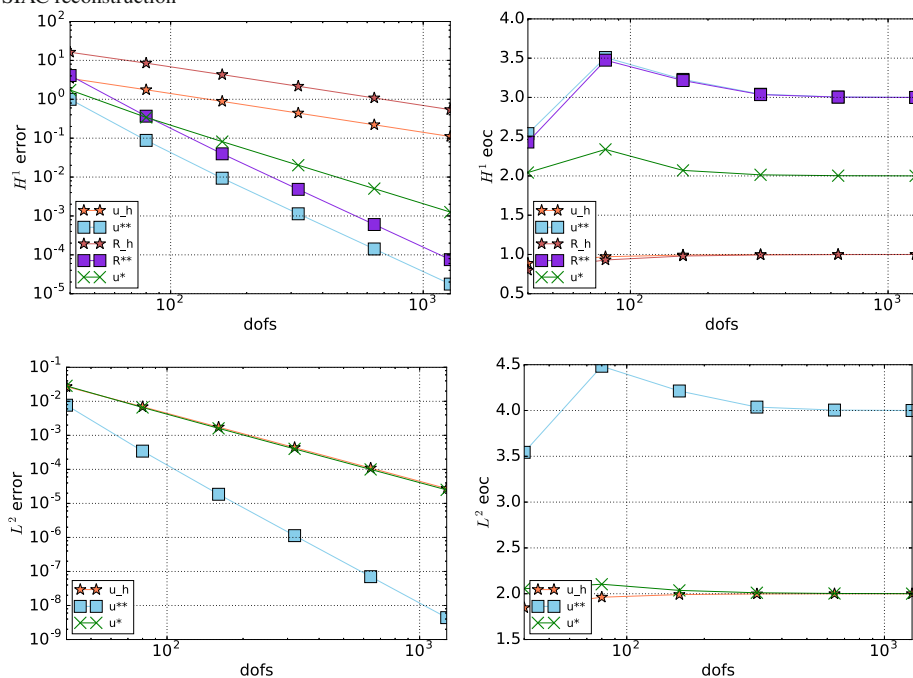 SIAC reconstruction
10^2
10^1
10^0
10^-1
10^-2
10^-3
10^-4
10^-5
H^1 error
u_h
u**
R_h
R**
u*
10^2
10^3
dofs
4.0
3.5
3.0
2.5
2.0
1.5
1.0
0.5
H^1 eoc
u_h
u**
R_h
R**
u*
10^2
10^3
dofs
10^-1
10^-2
10^-3
10^-4
10^-5
10^-6
10^-7
10^-8
10^-9
L^2 error
u_h
u**
u*
10^2
10^3
dofs
4.5
4.0
3.5
3.0
2.5
2.0
1.5
L^2 eoc
u_h
u**
u*
10^2
10^3
dofs